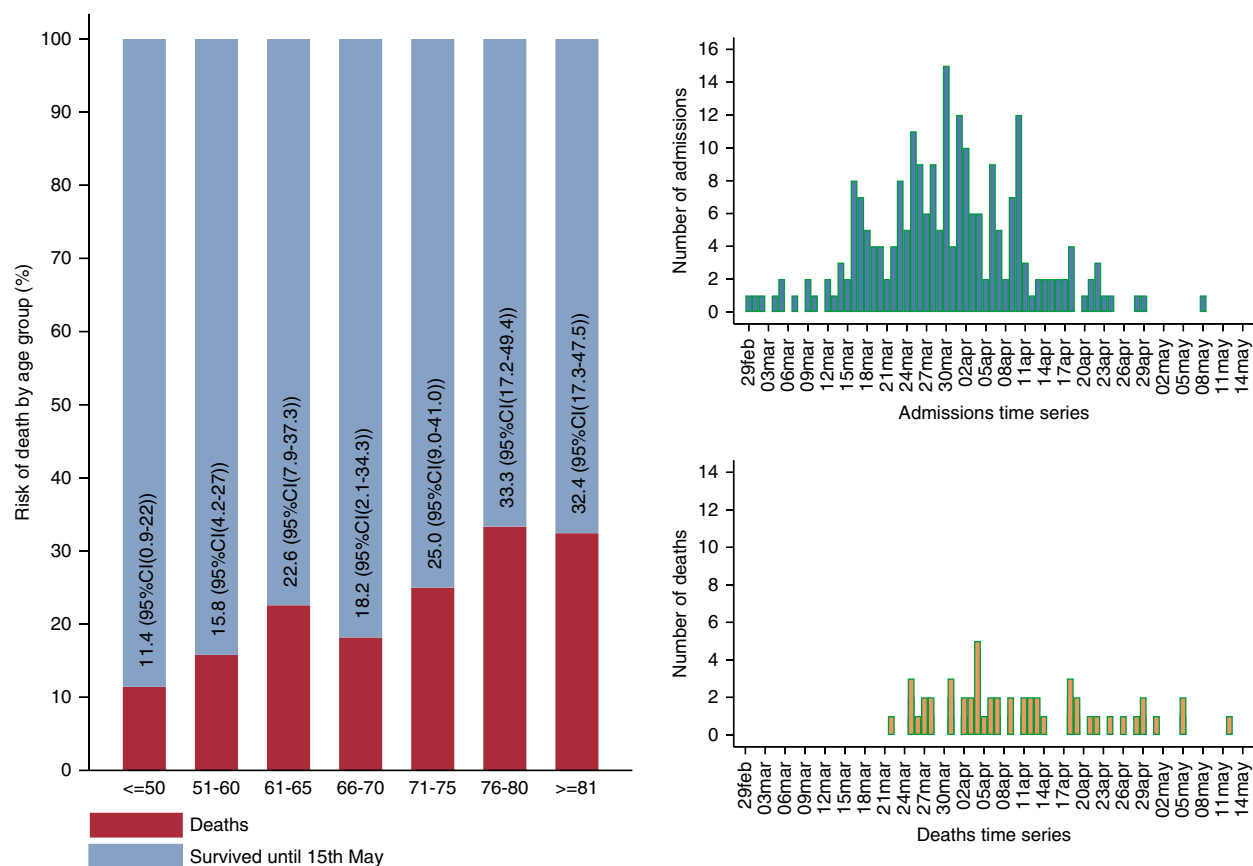 Risk of death by age group (%)
100
90
80
70
60
50
40
30
20
10
0
11.4 (95%CI(0.9-22))
15.8 (95%CI(4.2-27))
22.6 (95%CI(7.9-37.3))
18.2 (95%CI(2.1-34.3))
25.0 (95%CI(9.0-41.0))
33.3 (95%CI(17.2-49.4))
32.4 (95%CI(17.3-47.5))
<=50 51-60 61-65 66-70 71-75 76-80 >=81
Deaths
Survived until 15th May
Number of admissions
16
14
12
10
8
6
4
2
0
29feb 03mar 06mar 09mar 12mar 15mar 18mar 21mar 24mar 27mar 30mar 02apr 05apr 08apr 11apr 14apr 17apr 20apr 23apr 26apr 29apr 02may 05may 08may 11may 14may
Admissions time series
Number of deaths
14
12
10
8
6
4
2
0
29feb 03mar 06mar 09mar 12mar 15mar 18mar 21mar 24mar 27mar 30mar 02apr 05apr 08apr 11apr 14apr 17apr 20apr 23apr 26apr 29apr 02may 05may 08may 11may 14may
Deaths time series